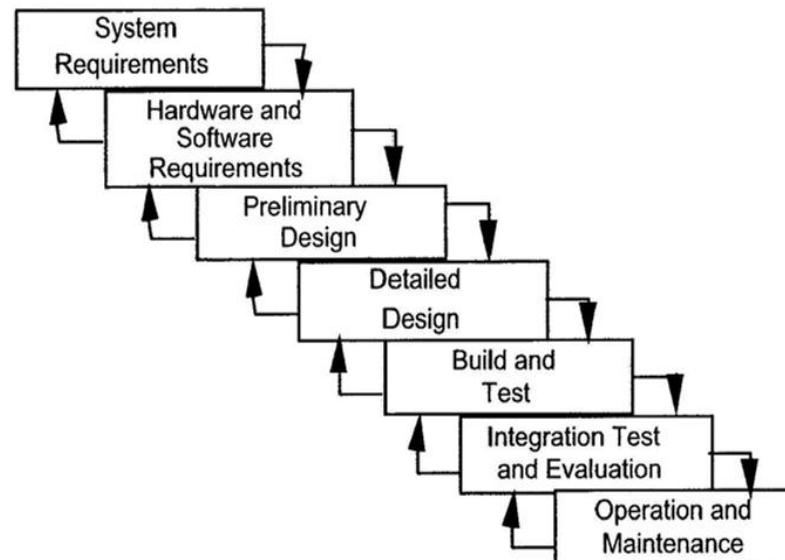 System
Requirements
Hardware and
Software
Requirements
Preliminary
Design
Detailed
Design
Build and
Test
Integration Test
and Evaluation
Operation and
Maintenance